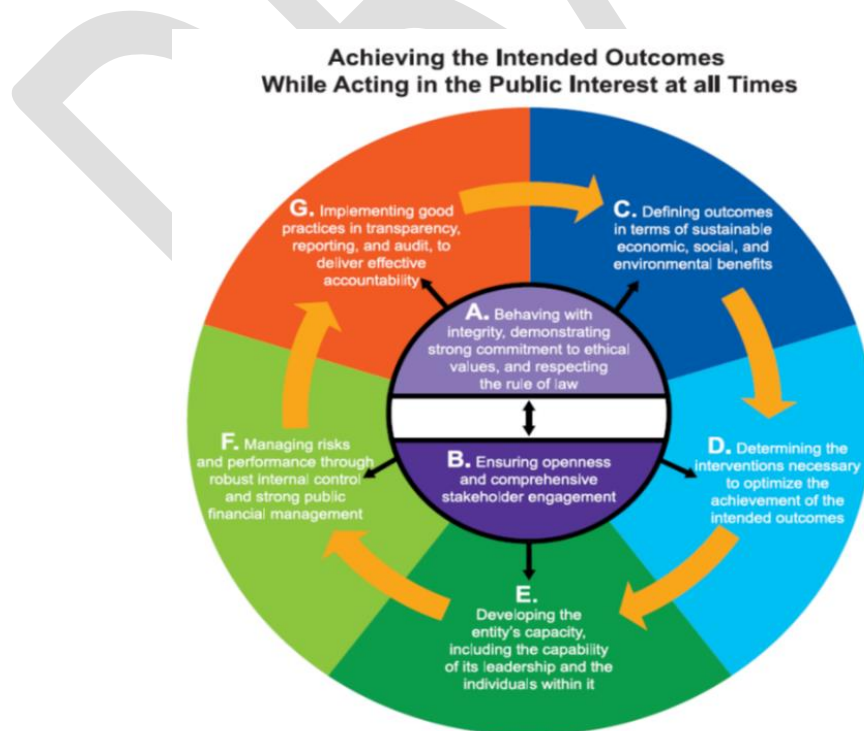 Achieving the Intended Outcomes
While Acting in the Public Interest at all Times
G. Implementing good
practices in transparency,
reporting, and audit, to
deliver effective
accountability
C. Defining outcomes
in terms of sustainable
economic, social, and
environmental benefits
A. Behaving with
integrity, demonstrating
strong commitment to ethical
values, and respecting
the rule of law
F. Managing risks
and performance through
robust internal control
and strong public
financial management
B. Ensuring openness
and comprehensive
stakeholder engagement
D. Determining the
interventions necessary
to optimize the
achievement of the
intended outcomes
E.
Developing the
entity's capacity,
including the capability
of its leadership and the
individuals within it